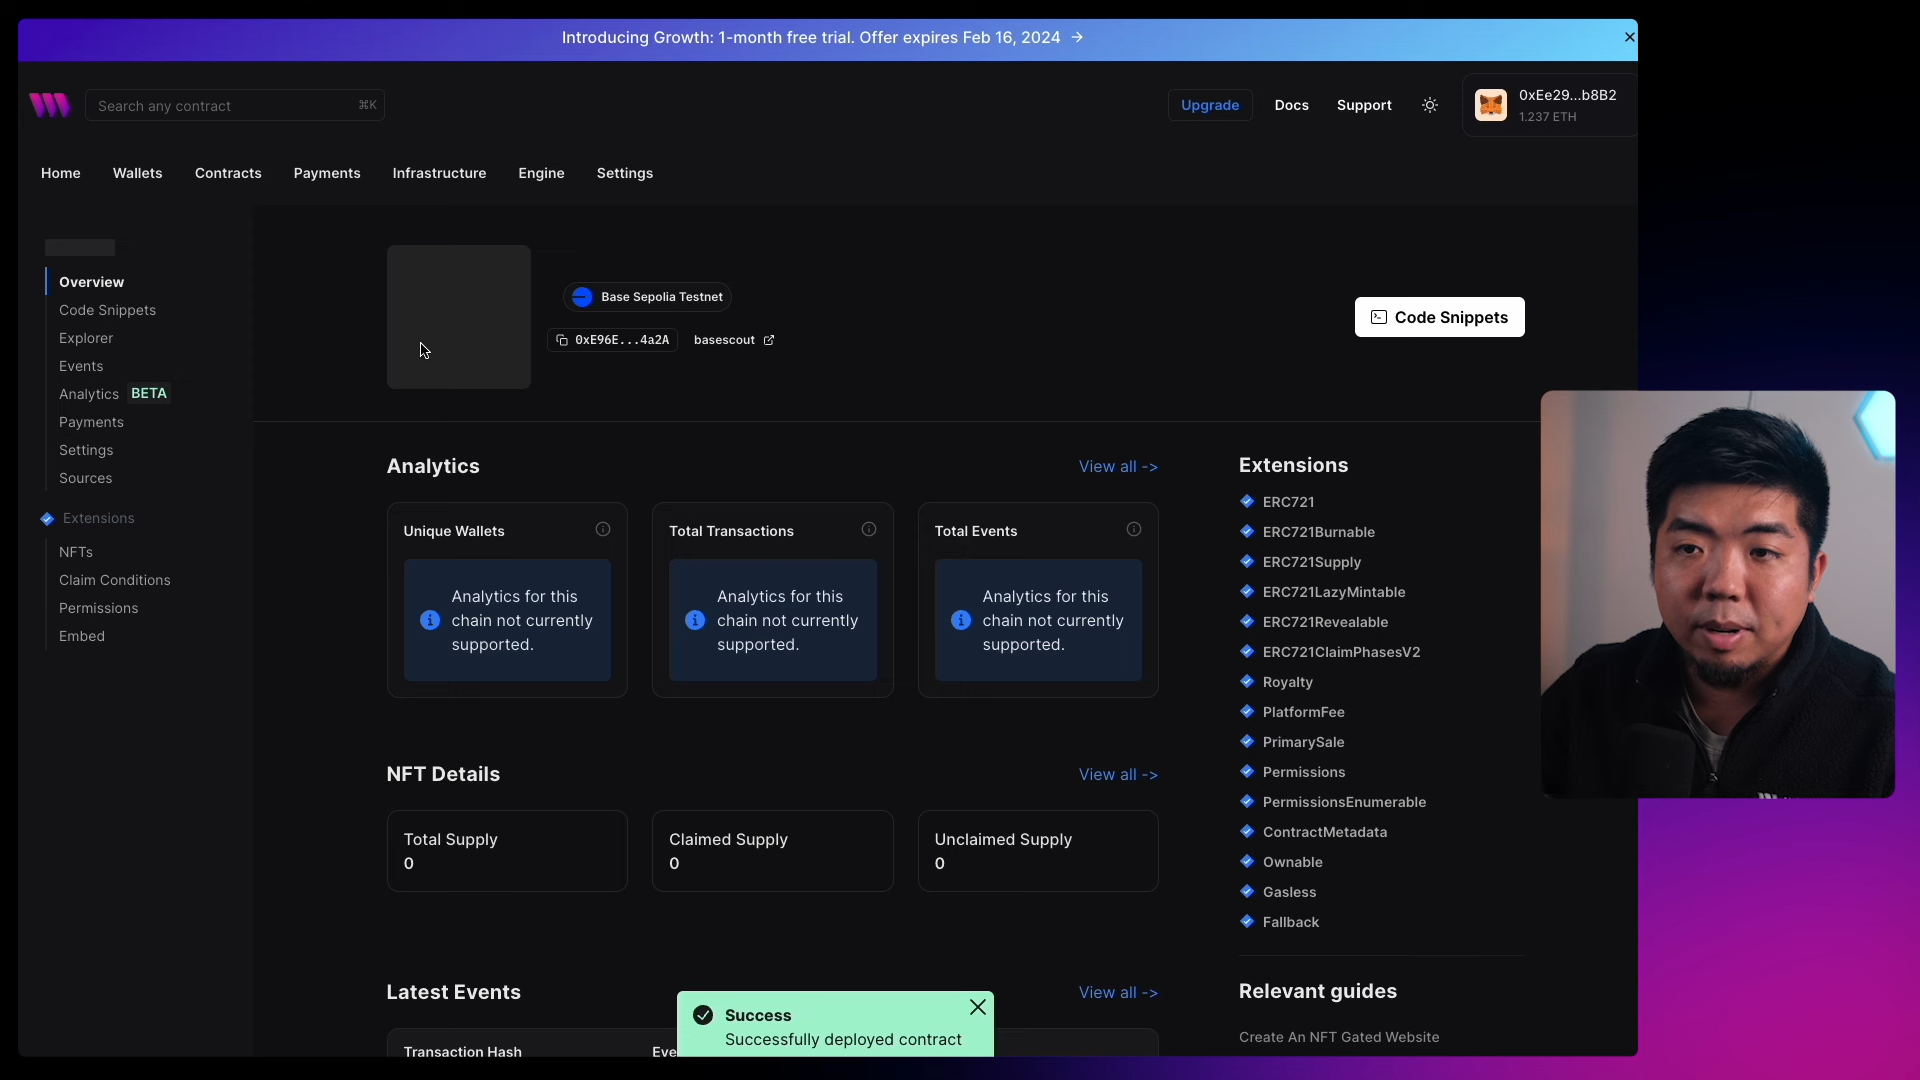 Introducing Growth: 1-month free trial. Offer expires Feb 16, 2024 →
Search any contract ⌘K
Upgrade Docs Support
0xEe29...b8B2
1.237 ETH
Home Wallets Contracts Payments Infrastructure Engine Settings
Overview
Code Snippets
Explorer
Events
Analytics BETA
Payments
Settings
Sources
Extensions
NFTs
Claim Conditions
Permissions
Embed
Base Sepolia Testnet
0xE96E...4a2A basescout
Code Snippets
Analytics View all ->
Unique Wallets
Analytics for this
chain not currently
supported.
Total Transactions
Analytics for this
chain not currently
supported.
Total Events
Analytics for this
chain not currently
supported.
NFT Details View all ->
Total Supply
0
Claimed Supply
0
Unclaimed Supply
0
Latest Events View all ->
Transaction Hash Eve
Extensions
ERC721
ERC721Burnable
ERC721Supply
ERC721LazyMintable
ERC721Revealable
ERC721ClaimPhasesV2
Royalty
PlatformFee
PrimarySale
Permissions
PermissionsEnumerable
ContractMetadata
Ownable
Gasless
Fallback
Relevant guides
Create An NFT Gated Website
Success
Successfully deployed contract